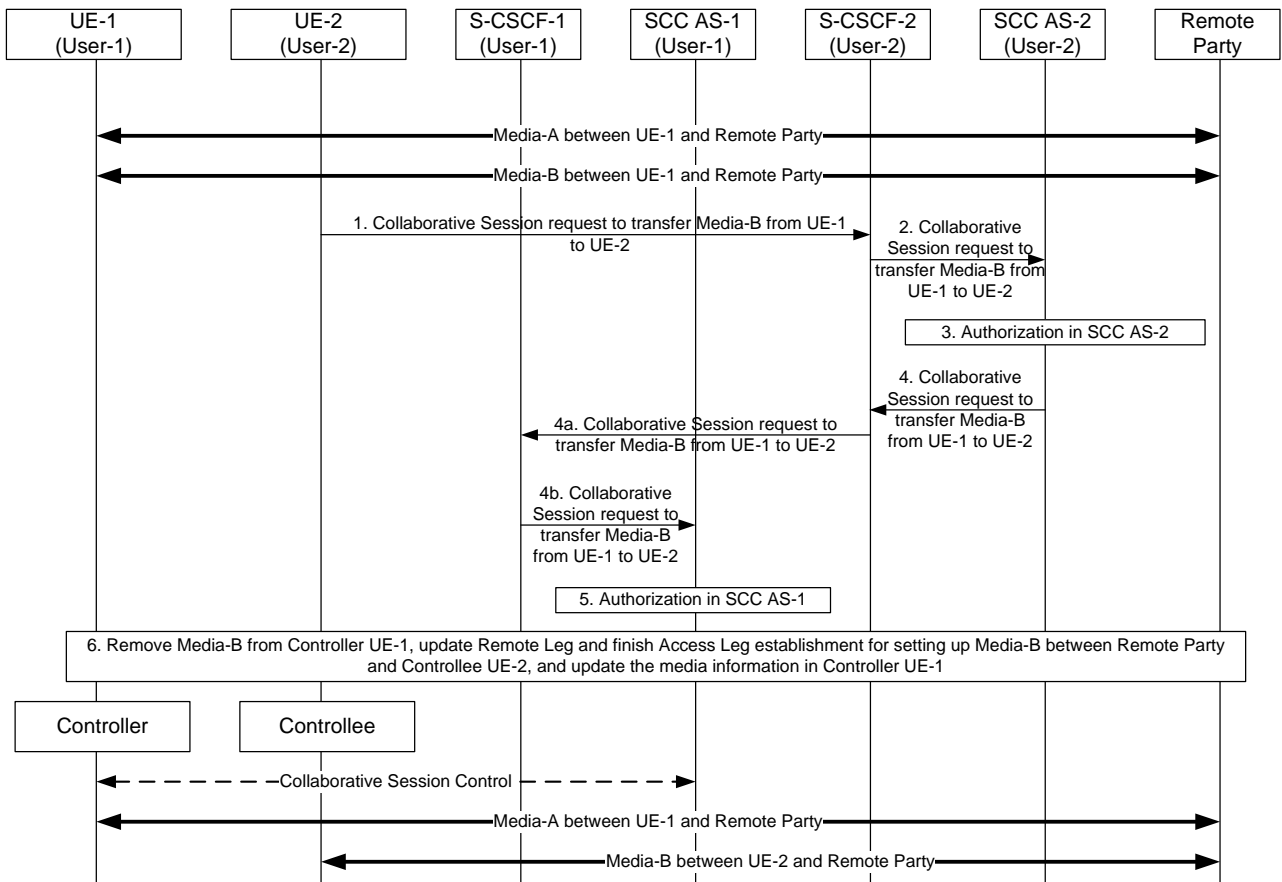 UE-1
(User-1)
UE-2
(User-2)
S-CSCF-1
(User-1)
SCC AS-1
(User-1)
S-CSCF-2
(User-2)
SCC AS-2
(User-2)
Remote
Party
Media-A between UE-1 and Remote Party
Media-B between UE-1 and Remote Party
1. Collaborative Session request to transfer Media-B from UE-1
to UE-2
2. Collaborative
Session request to
transfer Media-B from
UE-1 to UE-2
3. Authorization in SCC AS-2
4. Collaborative
Session request to
transfer Media-B
from UE-1 to UE-2
4a. Collaborative Session request to
transfer Media-B from UE-1 to UE-2
4b. Collaborative
Session request to
transfer Media-B
from UE-1 to UE-2
5. Authorization in SCC AS-1
6. Remove Media-B from Controller UE-1, update Remote Leg and finish Access Leg establishment for setting up Media-B between Remote Party
and Controllee UE-2, and update the media information in Controller UE-1
Controller
Controllee
Collaborative Session Control
Media-A between UE-1 and Remote Party
Media-B between UE-2 and Remote Party